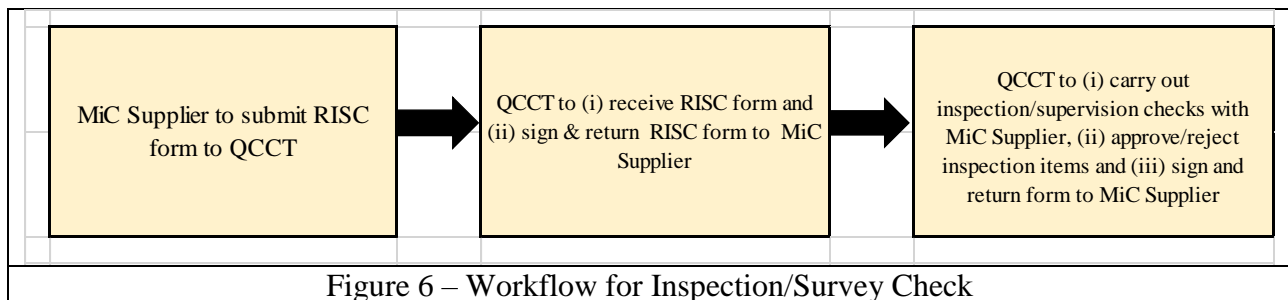 MiC Supplier to submit RISC
form to QCCT
QCCT to (i) receive RISC form and
(ii) sign & return RISC form to MiC
Supplier
QCCT to (i) carry out
inspection/supervision checks with
MiC Supplier, (ii) approve/reject
inspection items and (iii) sign and
return form to MiC Supplier
Figure 6 – Workflow for Inspection/Survey Check